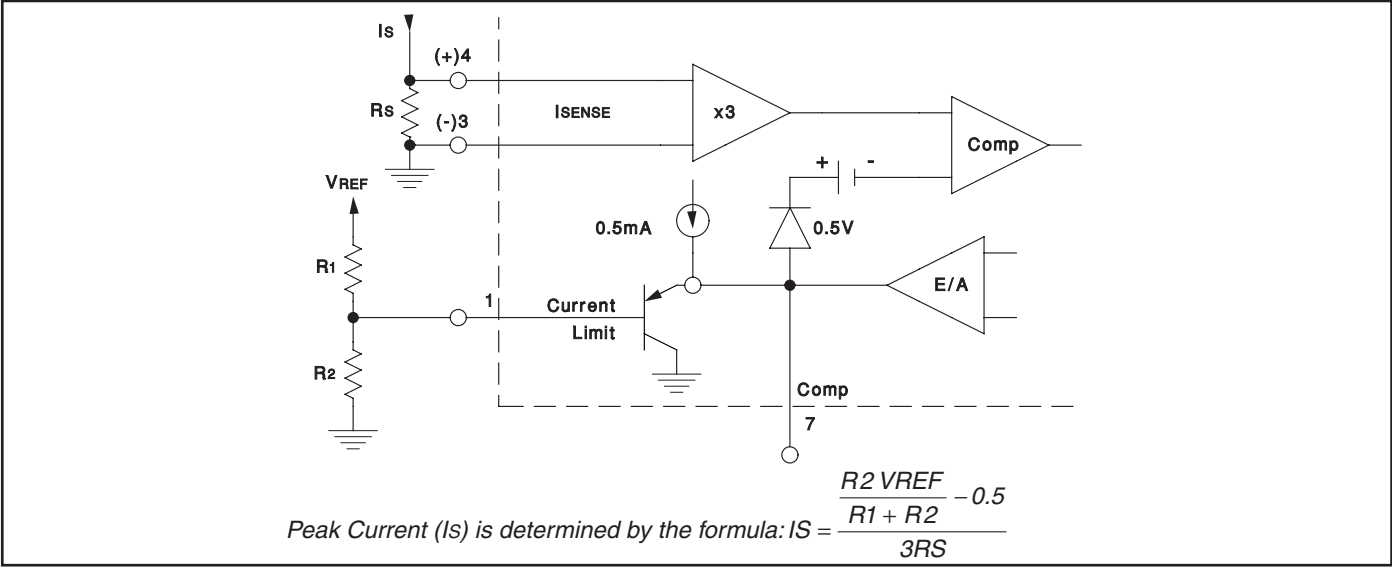 Is
(+)4
Rs
(-)3
ISENSE
x3
Comp
+ -
VREF
0.5mA
0.5V
R1
E/A
1
Current
Limit
R2
Comp
7
Peak Current (Is) is determined by the formula: IS = (R2 VREF / (R1 + R2) − 0.5) / 3RS